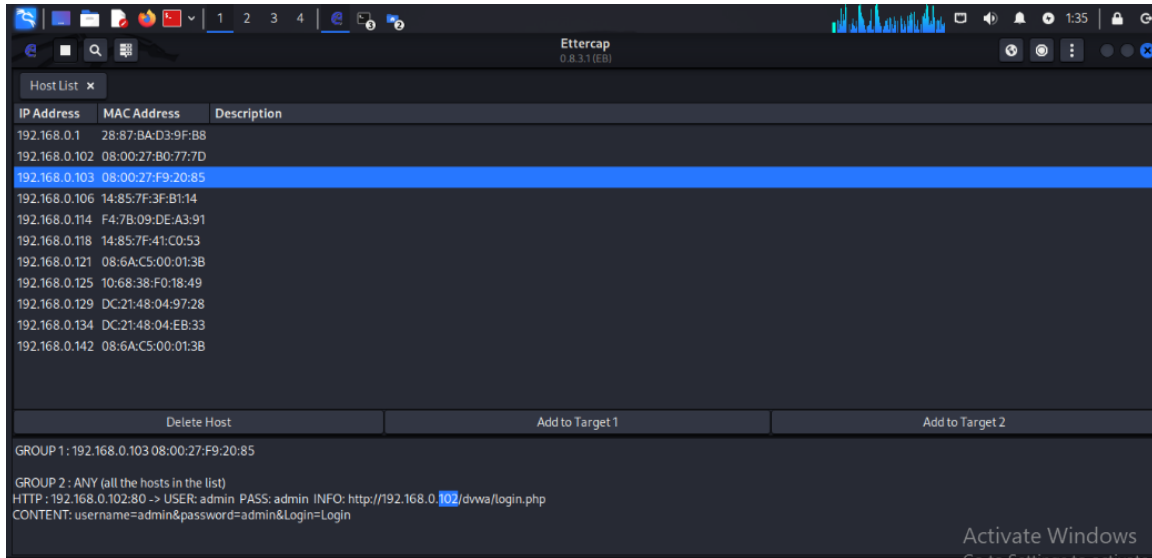 1 2 3 4 3 2 1:35
Ettercap
0.8.3.1 (EB)
Host List ×
IP Address MAC Address Description
192.168.0.1 28:87:BA:D3:9F:B8
192.168.0.102 08:00:27:B0:77:7D
192.168.0.103 08:00:27:F9:20:85
192.168.0.106 14:85:7F:3F:B1:14
192.168.0.114 F4:7B:09:DE:A3:91
192.168.0.118 14:85:7F:41:C0:53
192.168.0.121 08:6A:C5:00:01:3B
192.168.0.125 10:68:38:F0:18:49
192.168.0.129 DC:21:48:04:97:28
192.168.0.134 DC:21:48:04:EB:33
192.168.0.142 08:6A:C5:00:01:3B
Delete Host Add to Target 1 Add to Target 2
GROUP 1 : 192.168.0.103 08:00:27:F9:20:85
GROUP 2 : ANY (all the hosts in the list)
HTTP : 192.168.0.102:80 -> USER: admin PASS: admin INFO: http://192.168.0.102/dvwa/login.php
CONTENT: username=admin&password=admin&Login=Login
Activate Windows